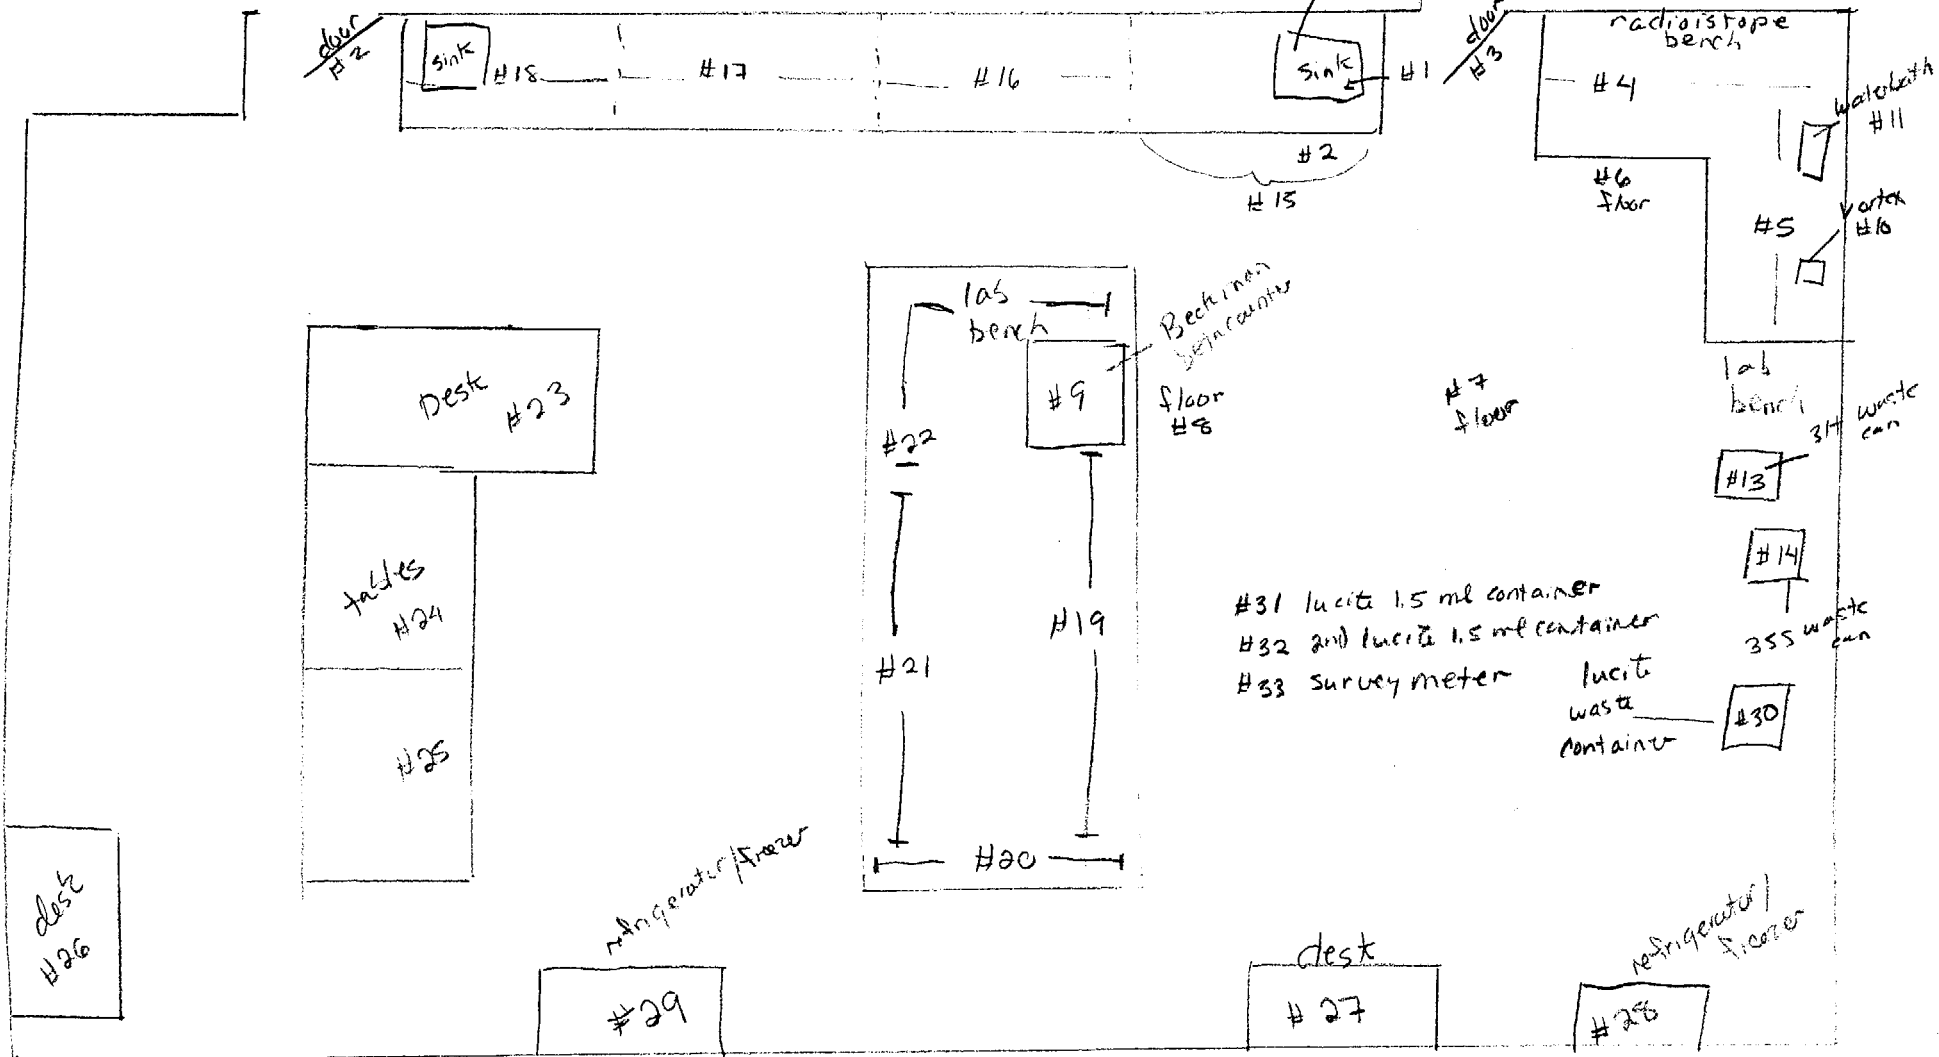 door
#2
sink
#18
#17
#16
sink
#1
door
#3
radioistope
bench
#4
waterbath
#11
#2
#15
#6
floor
#5
vortex
#10
lab
bench
Beckman
#9
floor
#8
#7
floor
lab
bench
3H waste
can
#13
#14
35S waste
can
Desk
#23
#22
tables
#24
#21
#19
#25
#20
#31 lucite 1.5 ml container
#32 2nd lucite 1.5 ml container
#33 survey meter
lucite
waste
container
#30
desk
#26
refrigerator/freezer
#29
desk
#27
refrigerator/
freezer
#28